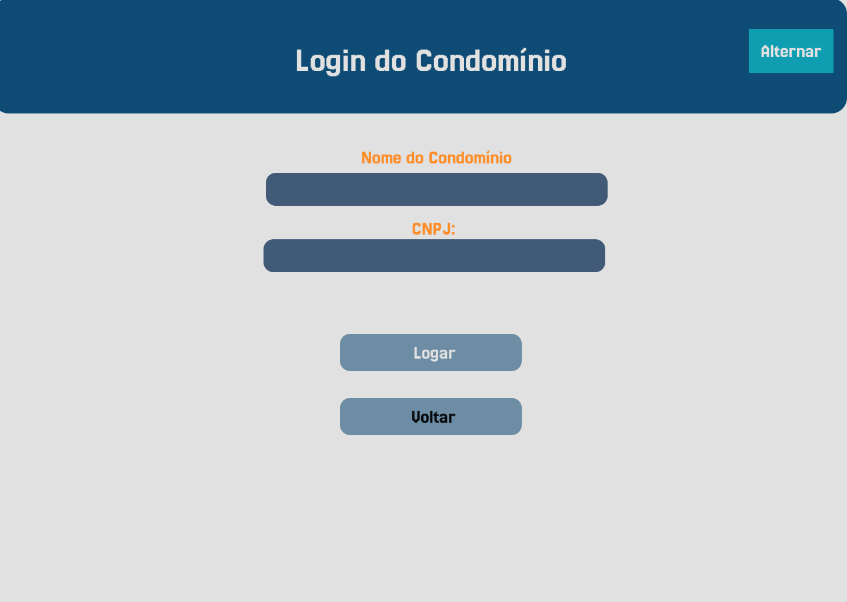 Login do Condomínio
Alternar
Nome do Condomínio
CNPJ:
Logar
Voltar